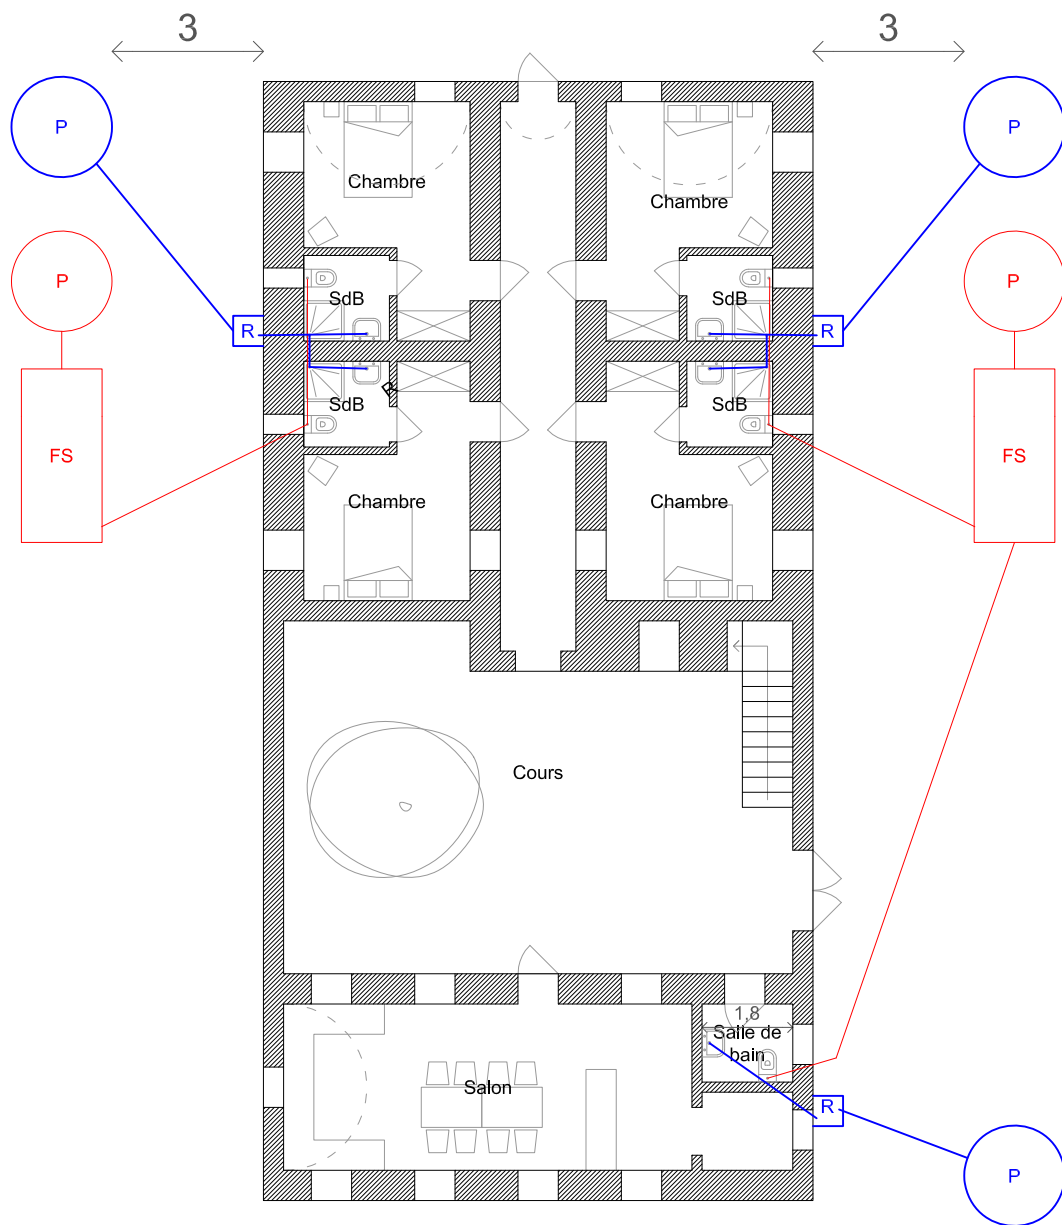 3
3
P
P
Chambre
Chambre
P
P
SdB
SdB
R
R
R
SdB
SdB
FS
FS
Chambre
Chambre
Cours
1,8
Salle de
bain
Salon
R
P